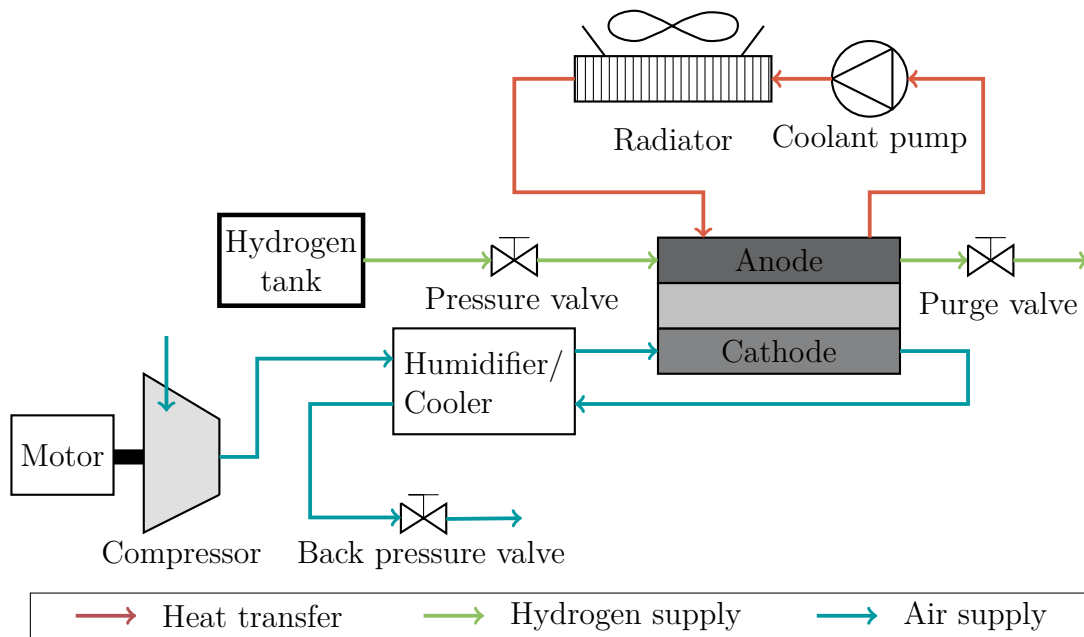 Radiator
Coolant pump
Hydrogen
tank
Pressure valve
Anode
Purge valve
Cathode
Humidifier/
Cooler
Motor
Compressor
Back pressure valve
Heat transfer
Hydrogen supply
Air supply